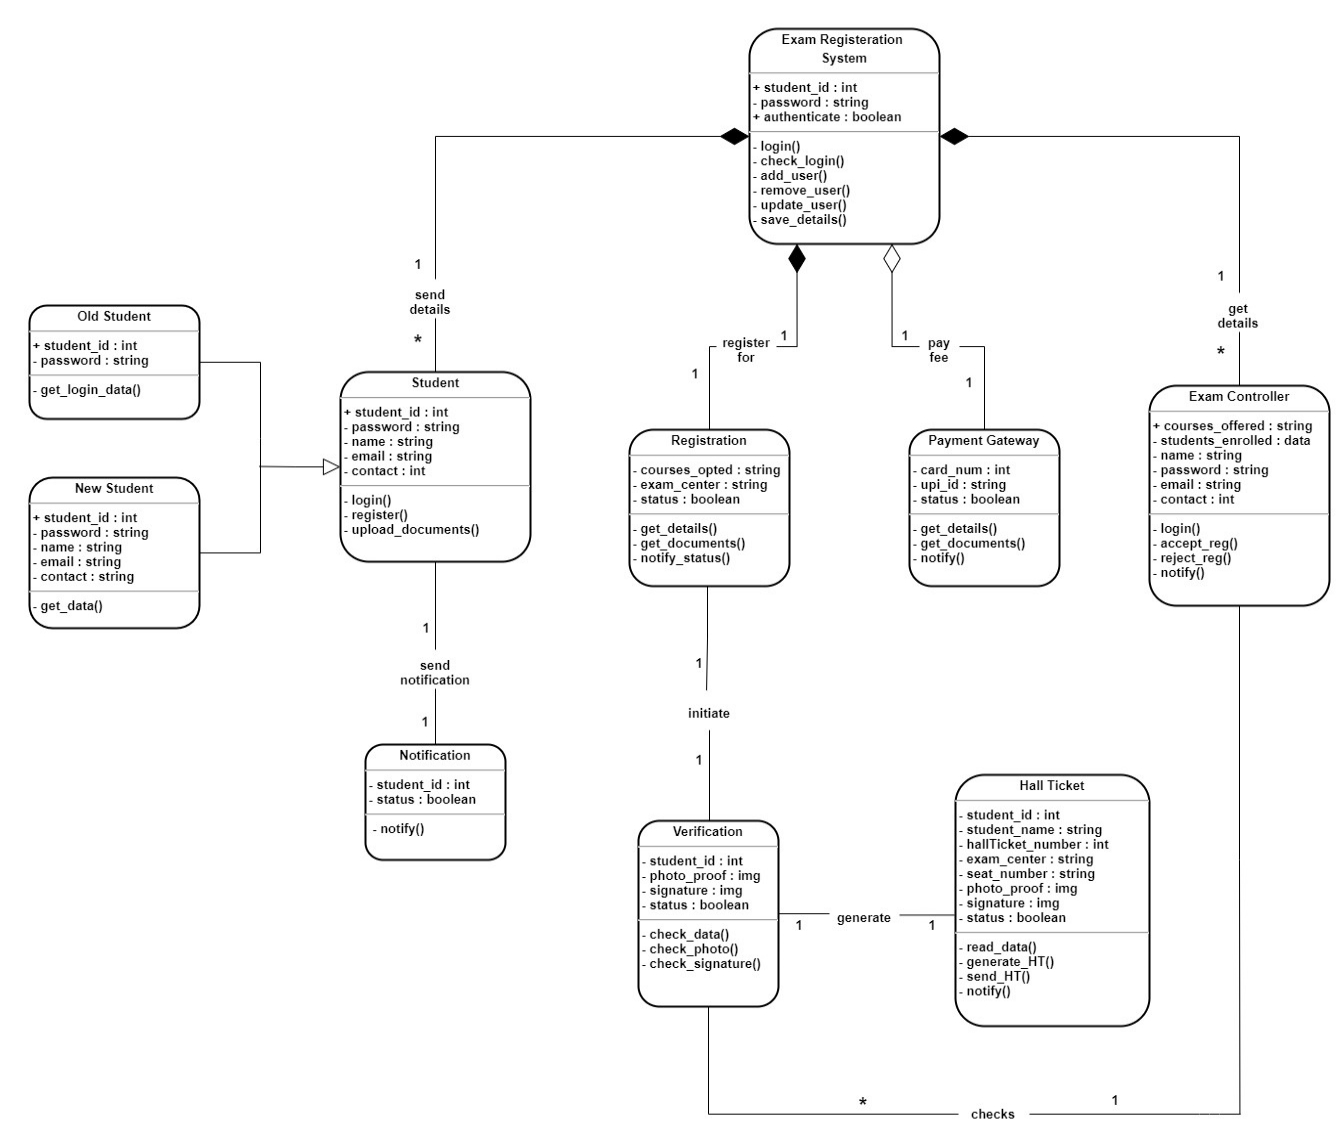 Exam Registeration
System
+ student_id : int
- password : string
+ authenticate : boolean
- login()
- check_login()
- add_user()
- remove_user()
- update_user()
- save_details()
1
send
details
*
1
register
for
1
1
pay
fee
1
1
get
details
*
Old Student
+ student_id : int
- password : string
- get_login_data()
New Student
+ student_id : int
- password : string
- name : string
- email : string
- contact : string
- get_data()
Student
+ student_id : int
- password : string
- name : string
- email : string
- contact : int
- login()
- register()
- upload_documents()
Registration
- courses_opted : string
- exam_center : string
- status : boolean
- get_details()
- get_documents()
- notify_status()
Payment Gateway
- card_num : int
- upi_id : string
- status : boolean
- get_details()
- get_documents()
- notify()
Exam Controller
+ courses_offered : string
- students_enrolled : data
- name : string
- password : string
- email : string
- contact : int
- login()
- accept_reg()
- reject_reg()
- notify()
1
send
notification
1
1
initiate
1
Notification
- student_id : int
- status : boolean
- notify()
Verification
- student_id : int
- photo_proof : img
- signature : img
- status : boolean
- check_data()
- check_photo()
- check_signature()
1
generate
1
Hall Ticket
- student_id : int
- student_name : string
- hallTicket_number : int
- exam_center : string
- seat_number : string
- photo_proof : img
- signature : img
- status : boolean
- read_data()
- generate_HT()
- send_HT()
- notify()
*
checks
1